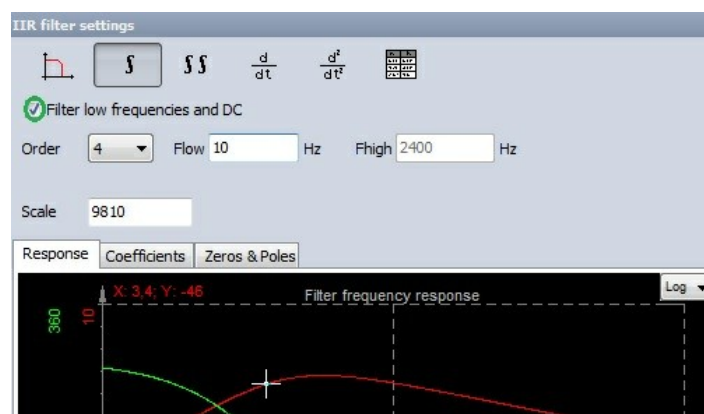 IIR filter settings
∫ ∫∫ d/dt d²/dt²
Filter low frequencies and DC
Order 4 Flow 10 Hz Fhigh 2400 Hz
Scale 9810
Response Coefficients Zeros & Poles
X: 3,4; Y: -46 Filter frequency response Log
360 10